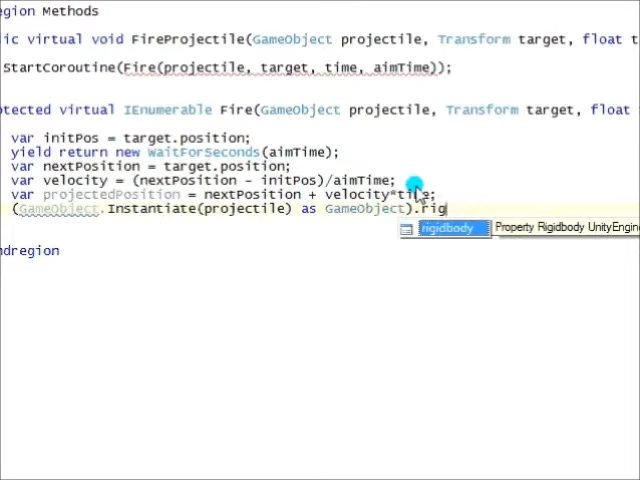 egion Methods
ic virtual void FireProjectile(GameObject projectile, Transform target, float t
StartCoroutine(Fire(projectile, target, time, aimTime));
otected virtual IEnumerable Fire(GameObject projectile, Transform target, float
var initPos = target.position;
yield return new WaitForSeconds(aimTime);
var nextPosition = target.position;
var velocity = (nextPosition - initPos)/aimTime;
var projectedPosition = nextPosition + velocity*time;
(GameObject.Instantiate(projectile) as GameObject).rig
rigidbody Property Rigidbody UnityEngin
ndregion